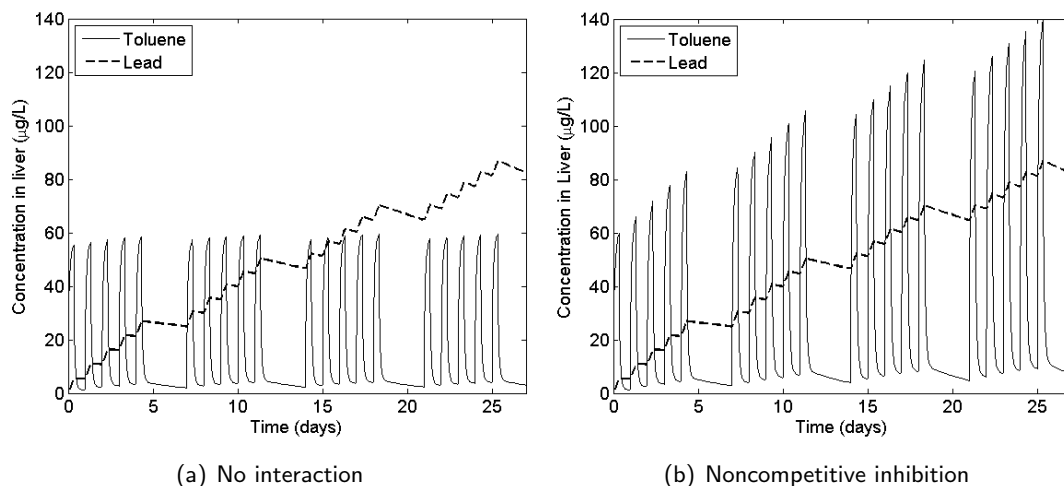 140
120
100
80
60
40
20
0
Concentration in liver (μg/L)
Toluene
Lead
0 5 10 15 20 25
Time (days)
(a) No interaction
140
120
100
80
60
40
20
0
Concentration in Liver (μg/L)
Toluene
Lead
0 5 10 15 20 25
Time (days)
(b) Noncompetitive inhibition